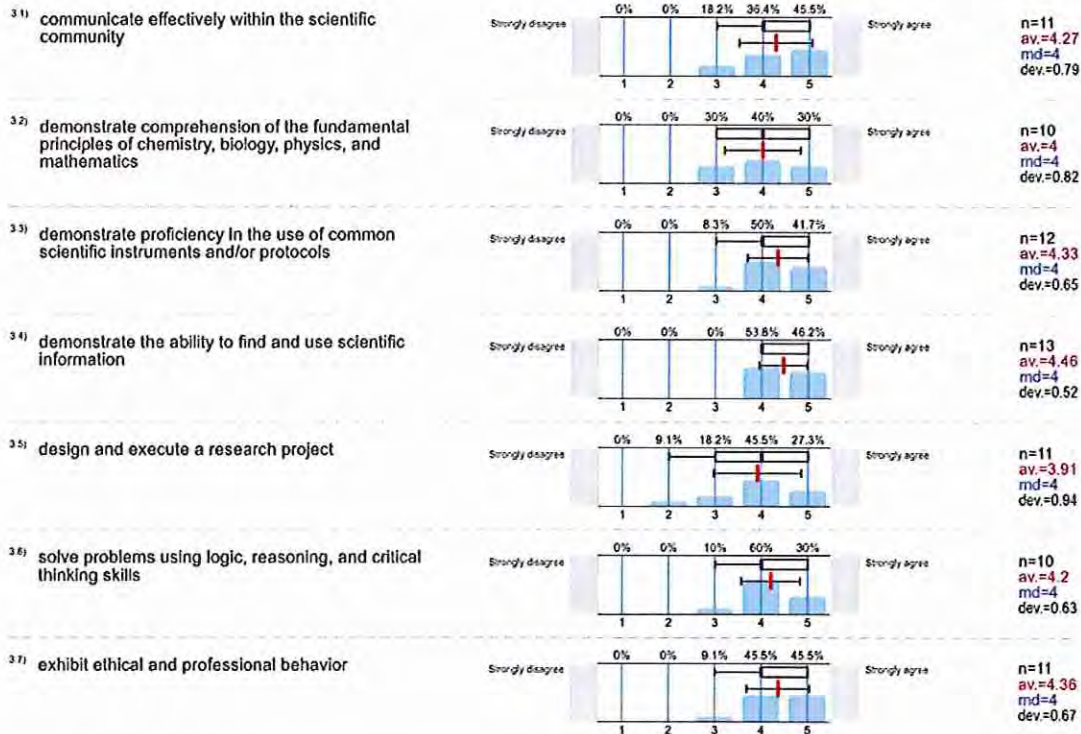 3.1) communicate effectively within the scientific
community
Strongly disagree 0% 0% 18.2% 36.4% 45.5% Strongly agree
1 2 3 4 5
n=11
av.=4.27
md=4
dev.=0.79
3.2) demonstrate comprehension of the fundamental
principles of chemistry, biology, physics, and
mathematics
Strongly disagree 0% 0% 30% 40% 30% Strongly agree
1 2 3 4 5
n=10
av.=4
md=4
dev.=0.82
3.3) demonstrate proficiency in the use of common
scientific instruments and/or protocols
Strongly disagree 0% 0% 8.3% 50% 41.7% Strongly agree
1 2 3 4 5
n=12
av.=4.33
md=4
dev.=0.65
3.4) demonstrate the ability to find and use scientific
information
Strongly disagree 0% 0% 0% 53.8% 46.2% Strongly agree
1 2 3 4 5
n=13
av.=4.46
md=4
dev.=0.52
3.5) design and execute a research project
Strongly disagree 0% 9.1% 18.2% 45.5% 27.3% Strongly agree
1 2 3 4 5
n=11
av.=3.91
md=4
dev.=0.94
3.6) solve problems using logic, reasoning, and critical
thinking skills
Strongly disagree 0% 0% 10% 60% 30% Strongly agree
1 2 3 4 5
n=10
av.=4.2
md=4
dev.=0.63
3.7) exhibit ethical and professional behavior
Strongly disagree 0% 0% 9.1% 45.5% 45.5% Strongly agree
1 2 3 4 5
n=11
av.=4.36
md=4
dev.=0.67